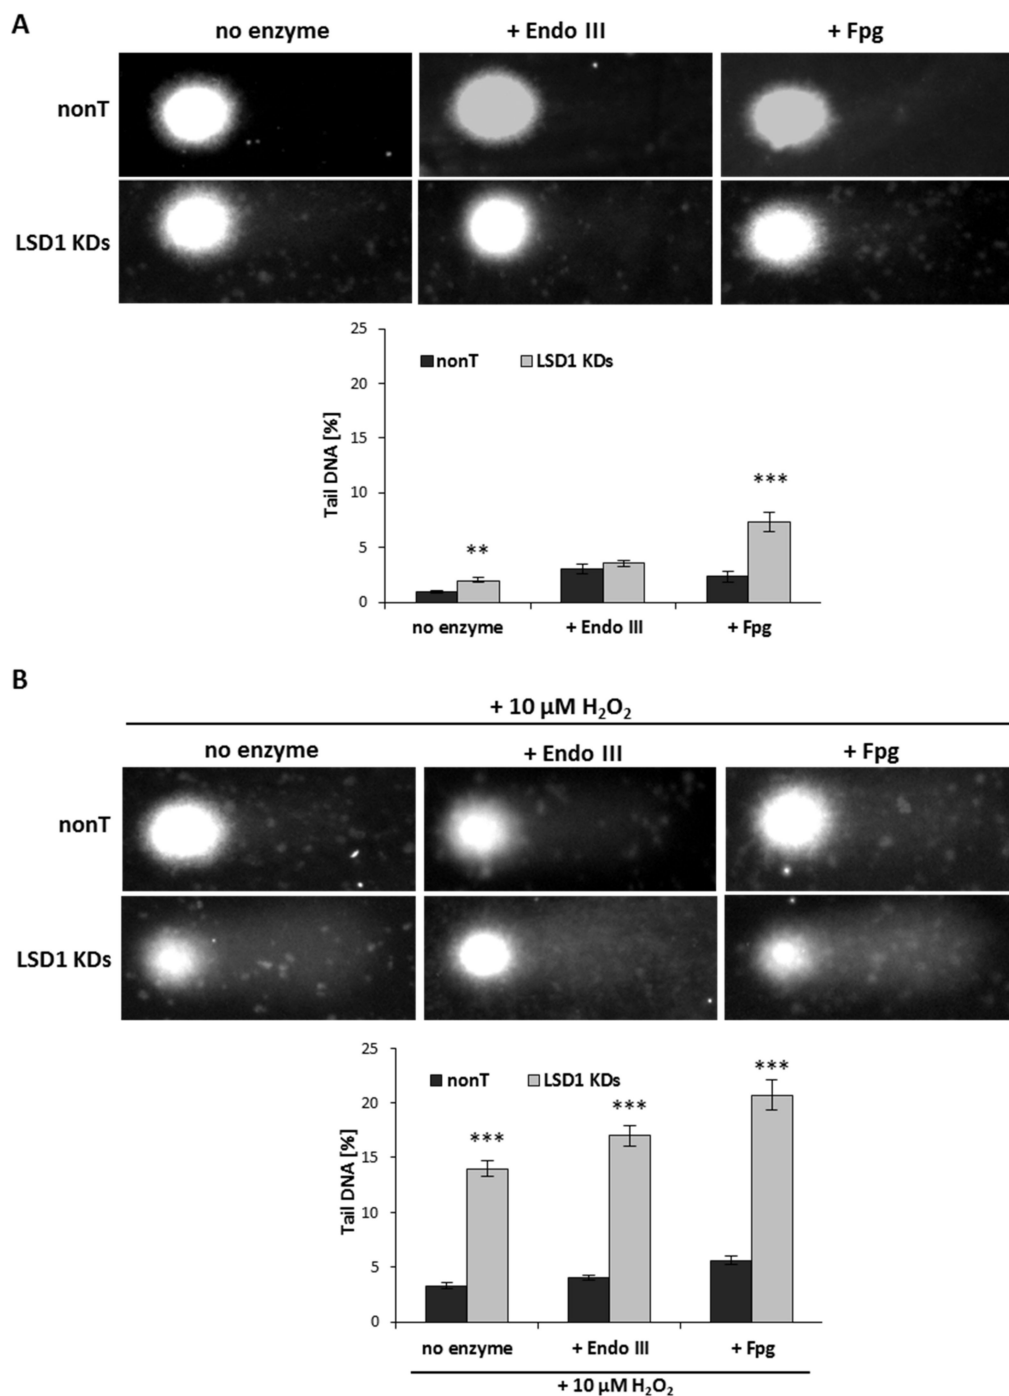 A
no enzyme + Endo III + Fpg
nonT
LSD1 KDs
25
nonT LSD1 KDs
20
15
Tail DNA [%]
10
***
5
**
0
no enzyme + Endo III + Fpg
B
+ 10 µM H₂O₂
no enzyme + Endo III + Fpg
nonT
LSD1 KDs
25
nonT LSD1 KDs
***
20
***
***
15
Tail DNA [%]
10
5
0
no enzyme + Endo III + Fpg
+ 10 µM H₂O₂